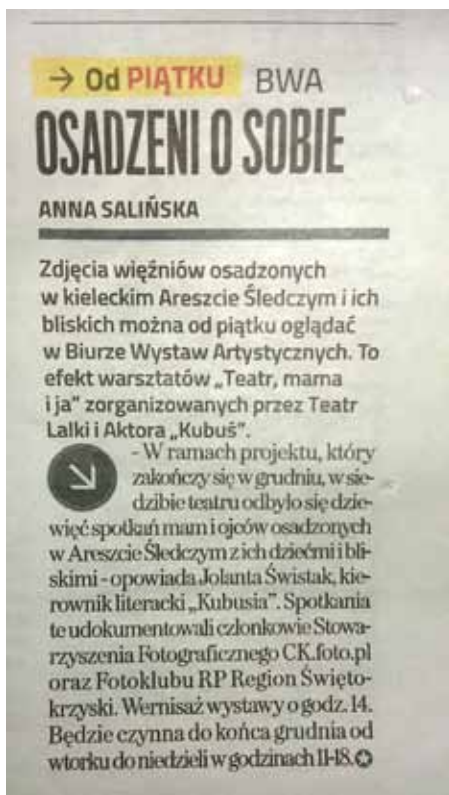 → Od PIĄTKU BWA
OSADZENI O SOBIE
ANNA SALIŃSKA
Zdjęcia więźniów osadzonych
w kieleckim Areszcie Śledczym i ich
bliskich można od piątku oglądać
w Biurze Wystaw Artystycznych. To
efekt warsztatów „Teatr, mama
i ja” zorganizowanych przez Teatr
Lalki i Aktora „Kubuś”.
- W ramach projektu, który
zakończy się w grudniu, w sie-
dzibie teatru odbyło się dzie-
więć spotkań mam i ojców osadzonych
w Areszcie Śledczym z ich dziećmi i bli-
skimi - opowiada Jolanta Świstak, kie-
rownik literacki „Kubusia”. Spotkania
te udokumentowali członkowie Stowa-
rzyszenia Fotograficznego CK.foto.pl
oraz Fotoklubu RP Region Święto-
krzyski. Wernisaż wystawy o godz. 14.
Będzie czynna do końca grudnia od
wtorku do niedzieli w godzinach 11-18.